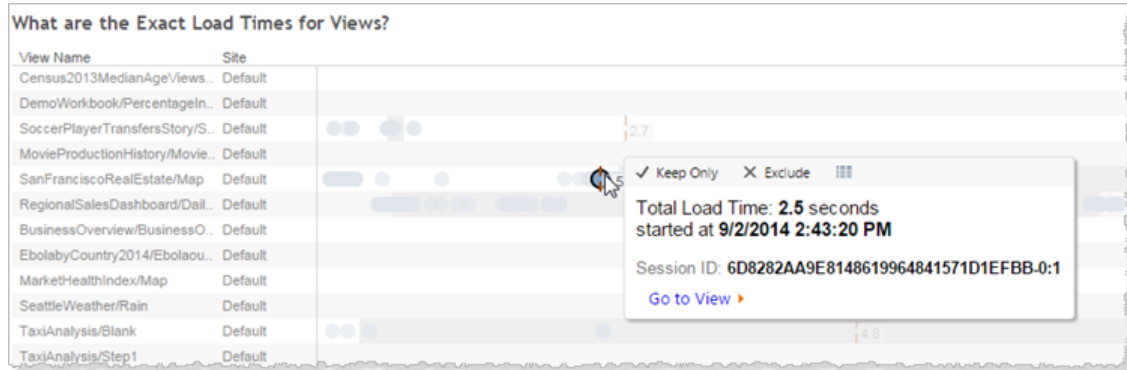 What are the Exact Load Times for Views?
View Name Site
Census2013MedianAgeViews.. Default
DemoWorkbook/PercentageIn.. Default
SoccerPlayerTransfersStory/S.. Default 2.7
MovieProductionHistory/Movie.. Default
SanFranciscoRealEstate/Map Default 5
RegionalSalesDashboard/Dail.. Default
BusinessOverview/BusinessO.. Default
EbolabyCountry2014/Ebolaou.. Default
MarketHealthIndex/Map Default
SeattleWeather/Rain Default
TaxiAnalysis/Blank Default 4.8
TaxiAnalysis/Step1 Default
Keep Only Exclude
Total Load Time: 2.5 seconds
started at 9/2/2014 2:43:20 PM
Session ID: 6D8282AA9E8148619964841571D1EFBB-0:1
Go to View